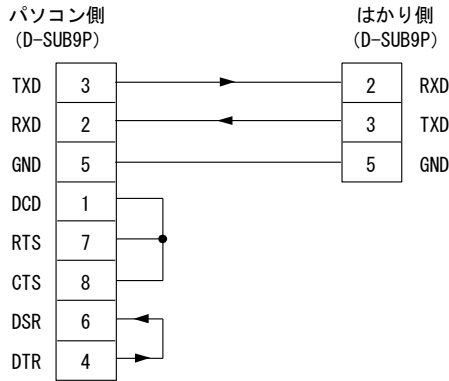 パソコン側 はかり側
（D-SUB9P） （D-SUB9P）
TXD 3 2 RXD
RXD 2 3 TXD
GND 5 5 GND
DCD 1
RTS 7
CTS 8
DSR 6
DTR 4